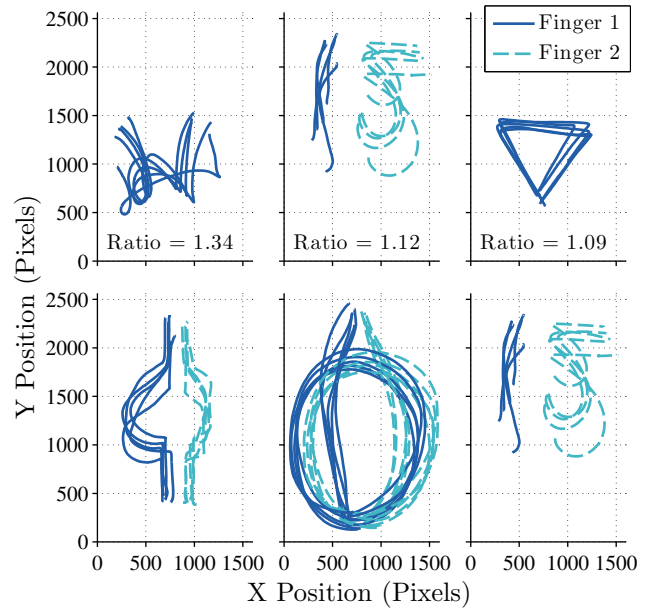 Finger 1
Finger 2
2500
2000
1500
1000
500
0
Ratio = 1.34
Ratio = 1.12
Ratio = 1.09
Y Position (Pixels)
2500
2000
1500
1000
500
0
0 500 1000 1500 0 500 1000 1500 0 500 1000 1500
X Position (Pixels)